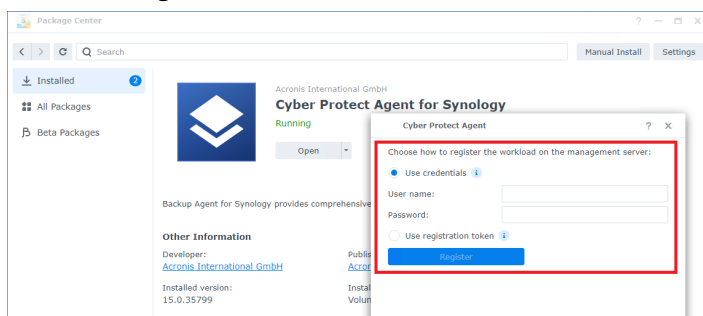 Package Center
Search
Manual Install
Settings
Installed
2
All Packages
Beta Packages
Acronis International GmbH
Cyber Protect Agent for Synology
Running
Open
Backup Agent for Synology provides comprehensive
Other Information
Developer:
Acronis International GmbH
Installed version:
15.0.35799
Cyber Protect Agent
Choose how to register the workload on the management server:
Use credentials
User name:
Password:
Use registration token
Register